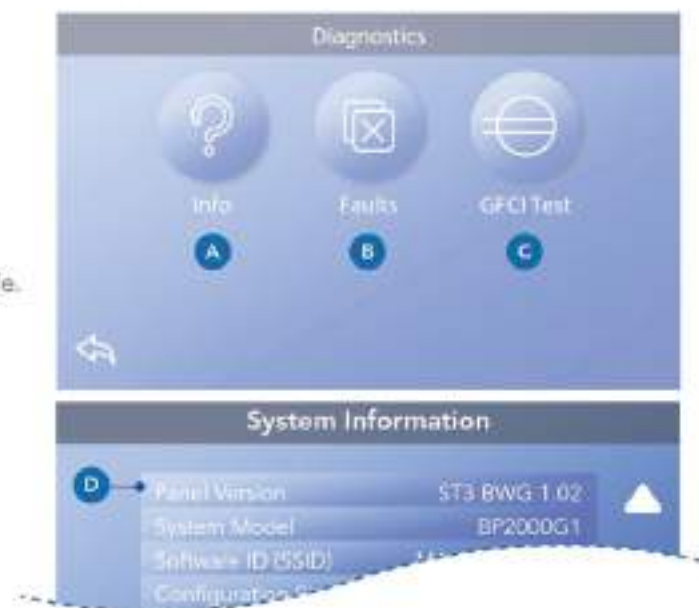 Diagnostics
Info Faults GFCI Test
A B C
e.
System Information
D Panel Version ST3 BWG 1.02
System Model BP2000G1
Software ID (SSID)
Configuration